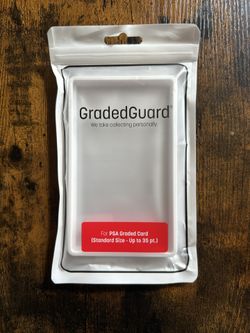 GradedGuard®
We take collecting personally.
For PSA Graded Card
(Standard Size - Up to 35 pt.)